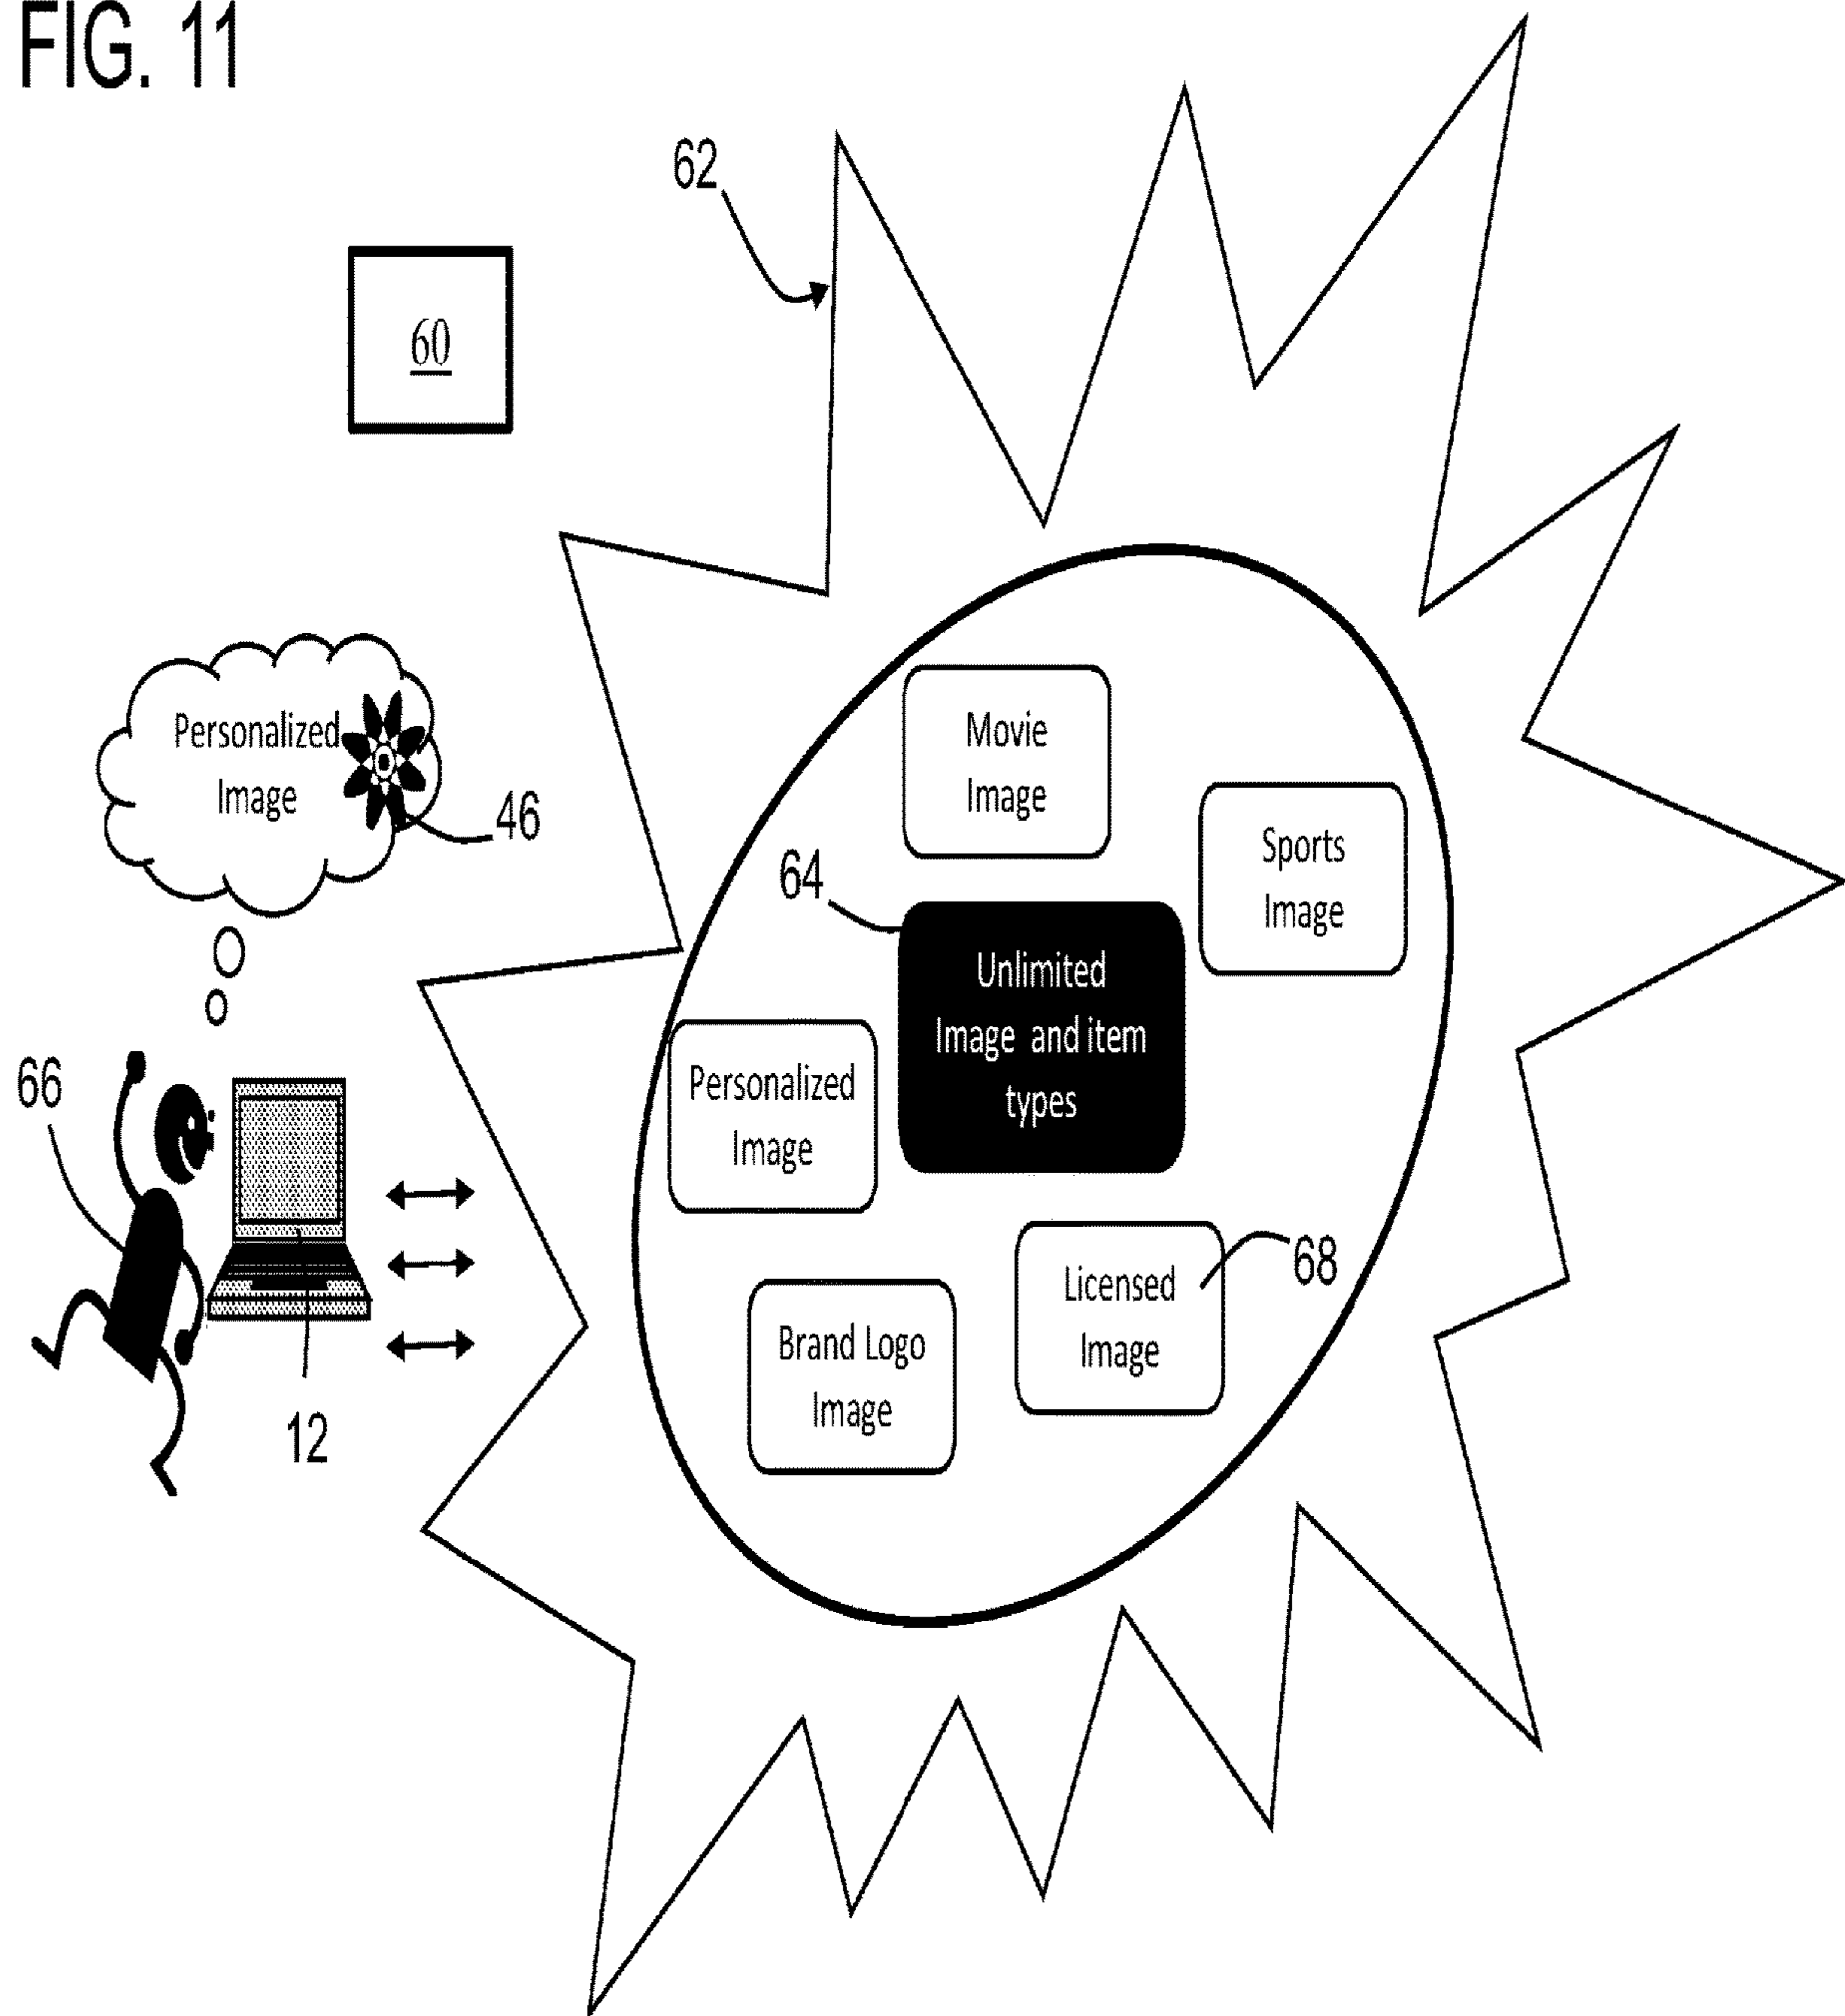 FIG. 11
62
60
Personalized
Image
46
66
12
Movie
Image
Sports
Image
64
Unlimited
Image and item
types
Personalized
Image
Licensed
Image
68
Brand Logo
Image